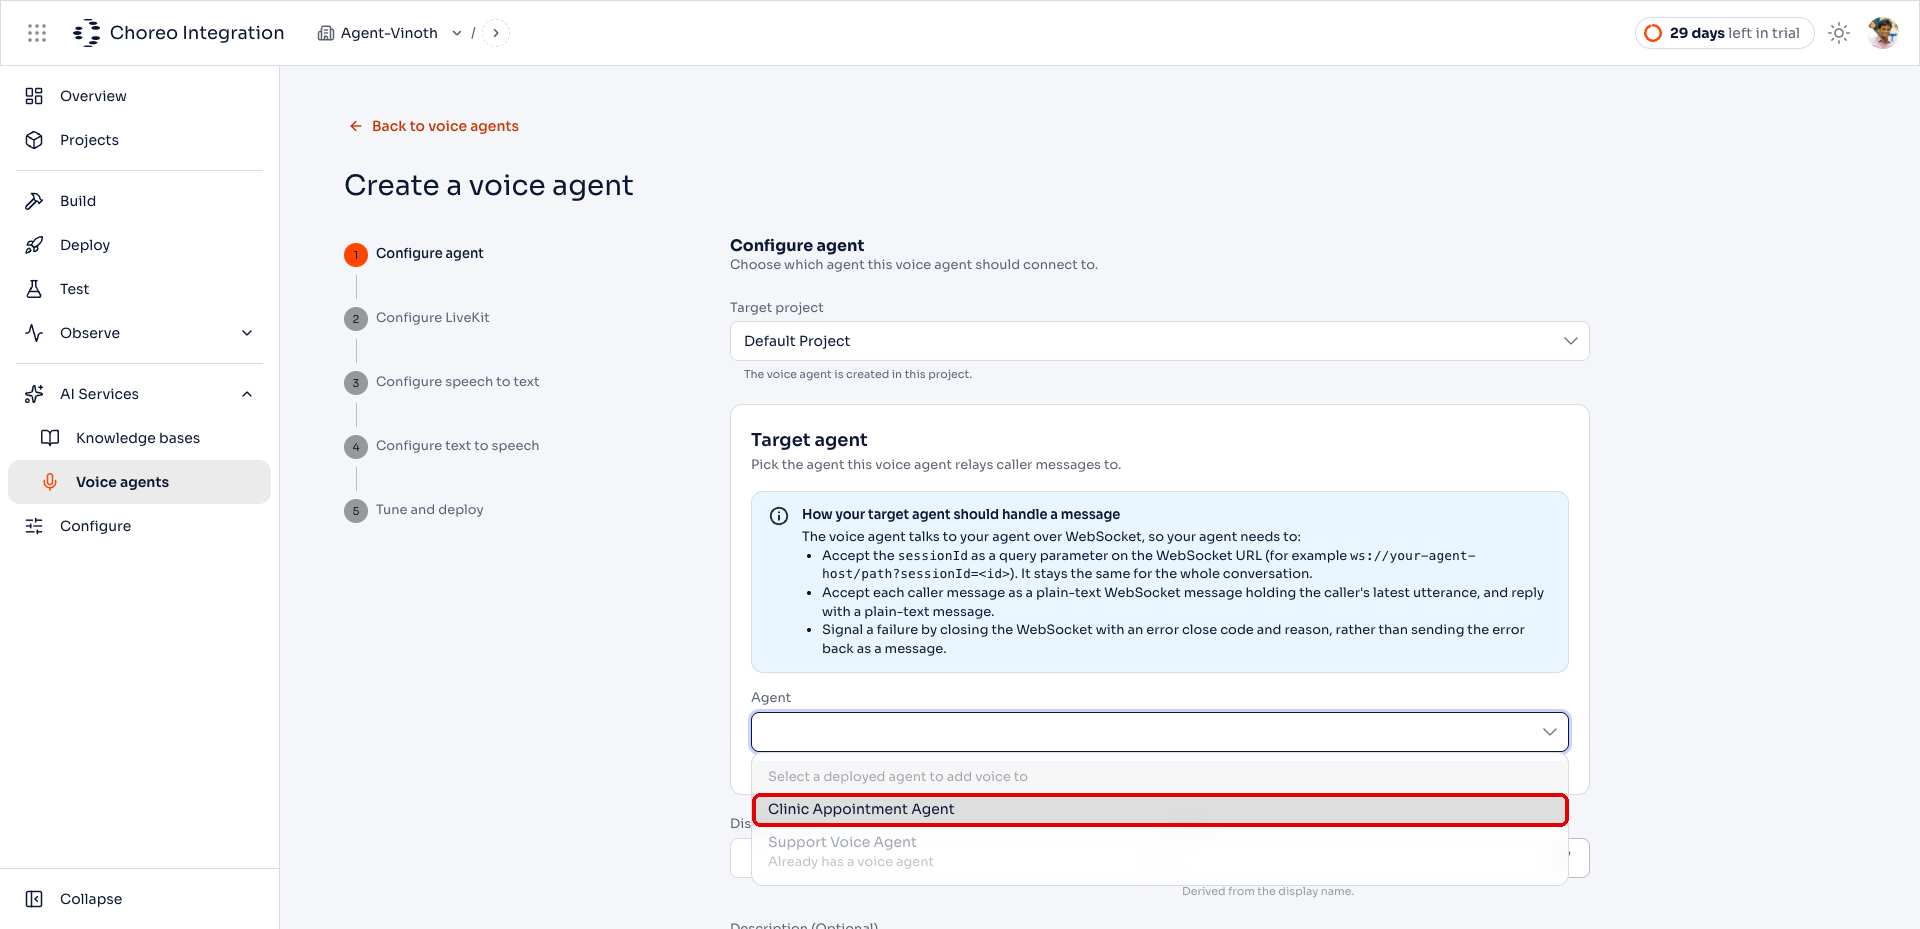 Choreo Integration
Agent-Vinoth
/
29 days left in trial
Overview
Projects
Build
Deploy
Test
Observe
AI Services
Knowledge bases
Voice agents
Configure
Collapse
Back to voice agents
Create a voice agent
1 Configure agent
2 Configure LiveKit
3 Configure speech to text
4 Configure text to speech
5 Tune and deploy
Configure agent
Choose which agent this voice agent should connect to.
Target project
Default Project
The voice agent is created in this project.
Target agent
Pick the agent this voice agent relays caller messages to.
How your target agent should handle a message
The voice agent talks to your agent over WebSocket, so your agent needs to:
• Accept the sessionId as a query parameter on the WebSocket URL (for example ws://your-agent-
host/path?sessionId=<id>). It stays the same for the whole conversation.
• Accept each caller message as a plain-text WebSocket message holding the caller's latest utterance, and reply
with a plain-text message.
• Signal a failure by closing the WebSocket with an error close code and reason, rather than sending the error
back as a message.
Agent
Select a deployed agent to add voice to
Clinic Appointment Agent
Dis
Support Voice Agent
Already has a voice agent
Derived from the display name.
Description (Optional)